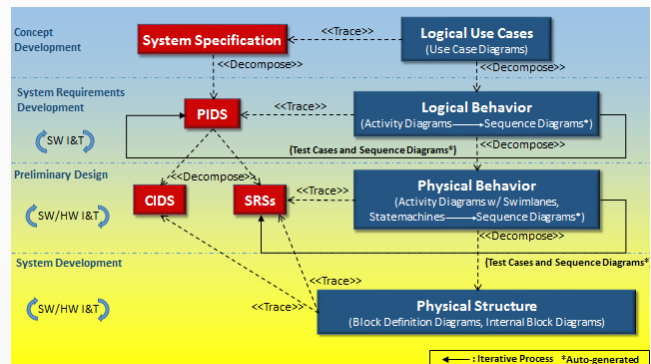 Concept
Development
System Specification
<<Trace>>
Logical Use Cases
(Use Case Diagrams)
<<Decompose>>
<<Decompose>>
System Requirements
Development
PIDS
<<Trace>>
Logical Behavior
(Activity Diagrams Sequence Diagrams*)
SW I&T
(Test Cases and Sequence Diagrams*)
<<Decompose>>
Preliminary Design
<<Decompose>>
CIDS
SRSs
<<Trace>>
Physical Behavior
(Activity Diagrams w/ Swimlanes,
Statemachines Sequence Diagrams*)
SW/HW I&T
<<Decompose>>
System Development
(Test Cases and Sequence Diagrams*)
<<Trace>>
<<Trace>>
Physical Structure
(Block Definition Diagrams, Internal Block Diagrams)
SW/HW I&T
: Iterative Process *Auto-generated